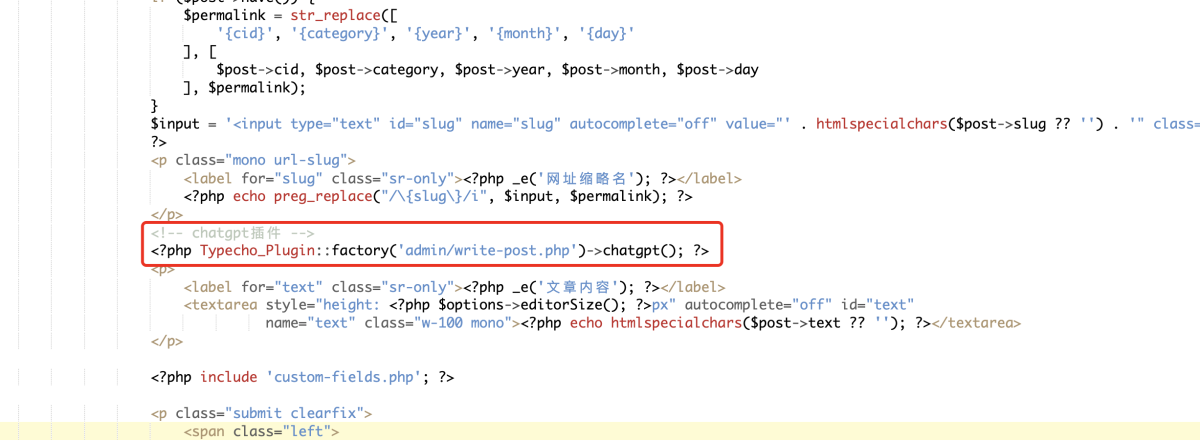 $permalink = str_replace([
'{cid}', '{category}', '{year}', '{month}', '{day}'
], [
$post->cid, $post->category, $post->year, $post->month, $post->day
], $permalink);
}
$input = '<input type="text" id="slug" name="slug" autocomplete="off" value="' . htmlspecialchars($post->slug ?? '') . '" class=
?>
<p class="mono url-slug">
<label for="slug" class="sr-only"><?php _e('网址缩略名'); ?></label>
<?php echo preg_replace("/\{slug\}/i", $input, $permalink); ?>
</p>
<!-- chatgpt插件 -->
<?php Typecho_Plugin::factory('admin/write-post.php')->chatgpt(); ?>
<p>
<label for="text" class="sr-only"><?php _e('文章内容'); ?></label>
<textarea style="height: <?php $options->editorSize(); ?>px" autocomplete="off" id="text"
name="text" class="w-100 mono"><?php echo htmlspecialchars($post->text ?? ''); ?></textarea>
</p>
<?php include 'custom-fields.php'; ?>
<p class="submit clearfix">
<span class="left">